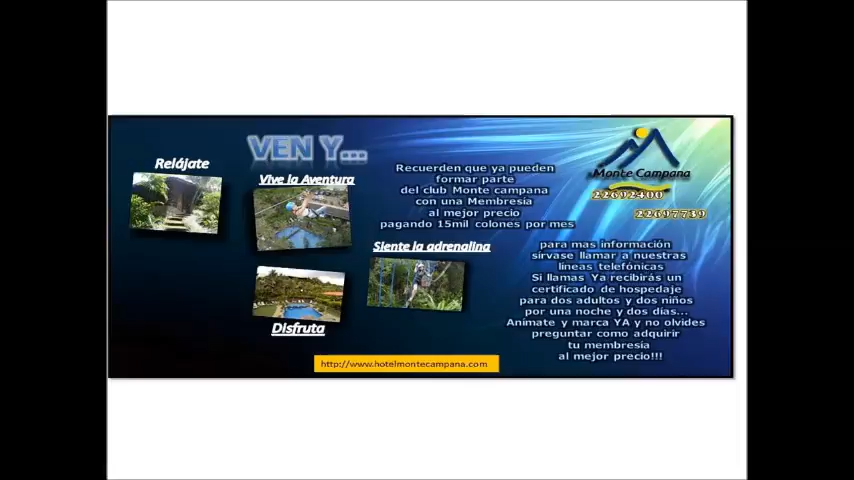 VEN Y...
Relájate
Vive la Aventura
Siente la adrenalina
Disfruta
Recuerden que ya pueden
formar parte
del club Monte campana
con una Membresía
al mejor precio
pagando 15mil colones por mes
Monte Campana
22692400
22697739
para mas información
sírvase llamar a nuestras
líneas telefónicas
Si llamas Ya recibirás un
certificado de hospedaje
para dos adultos y dos niños
por una noche y dos días...
Anímate y marca YA y no olvides
preguntar como adquirir
tu membresía
al mejor precio!!!
http://www.hotelmontecampana.com